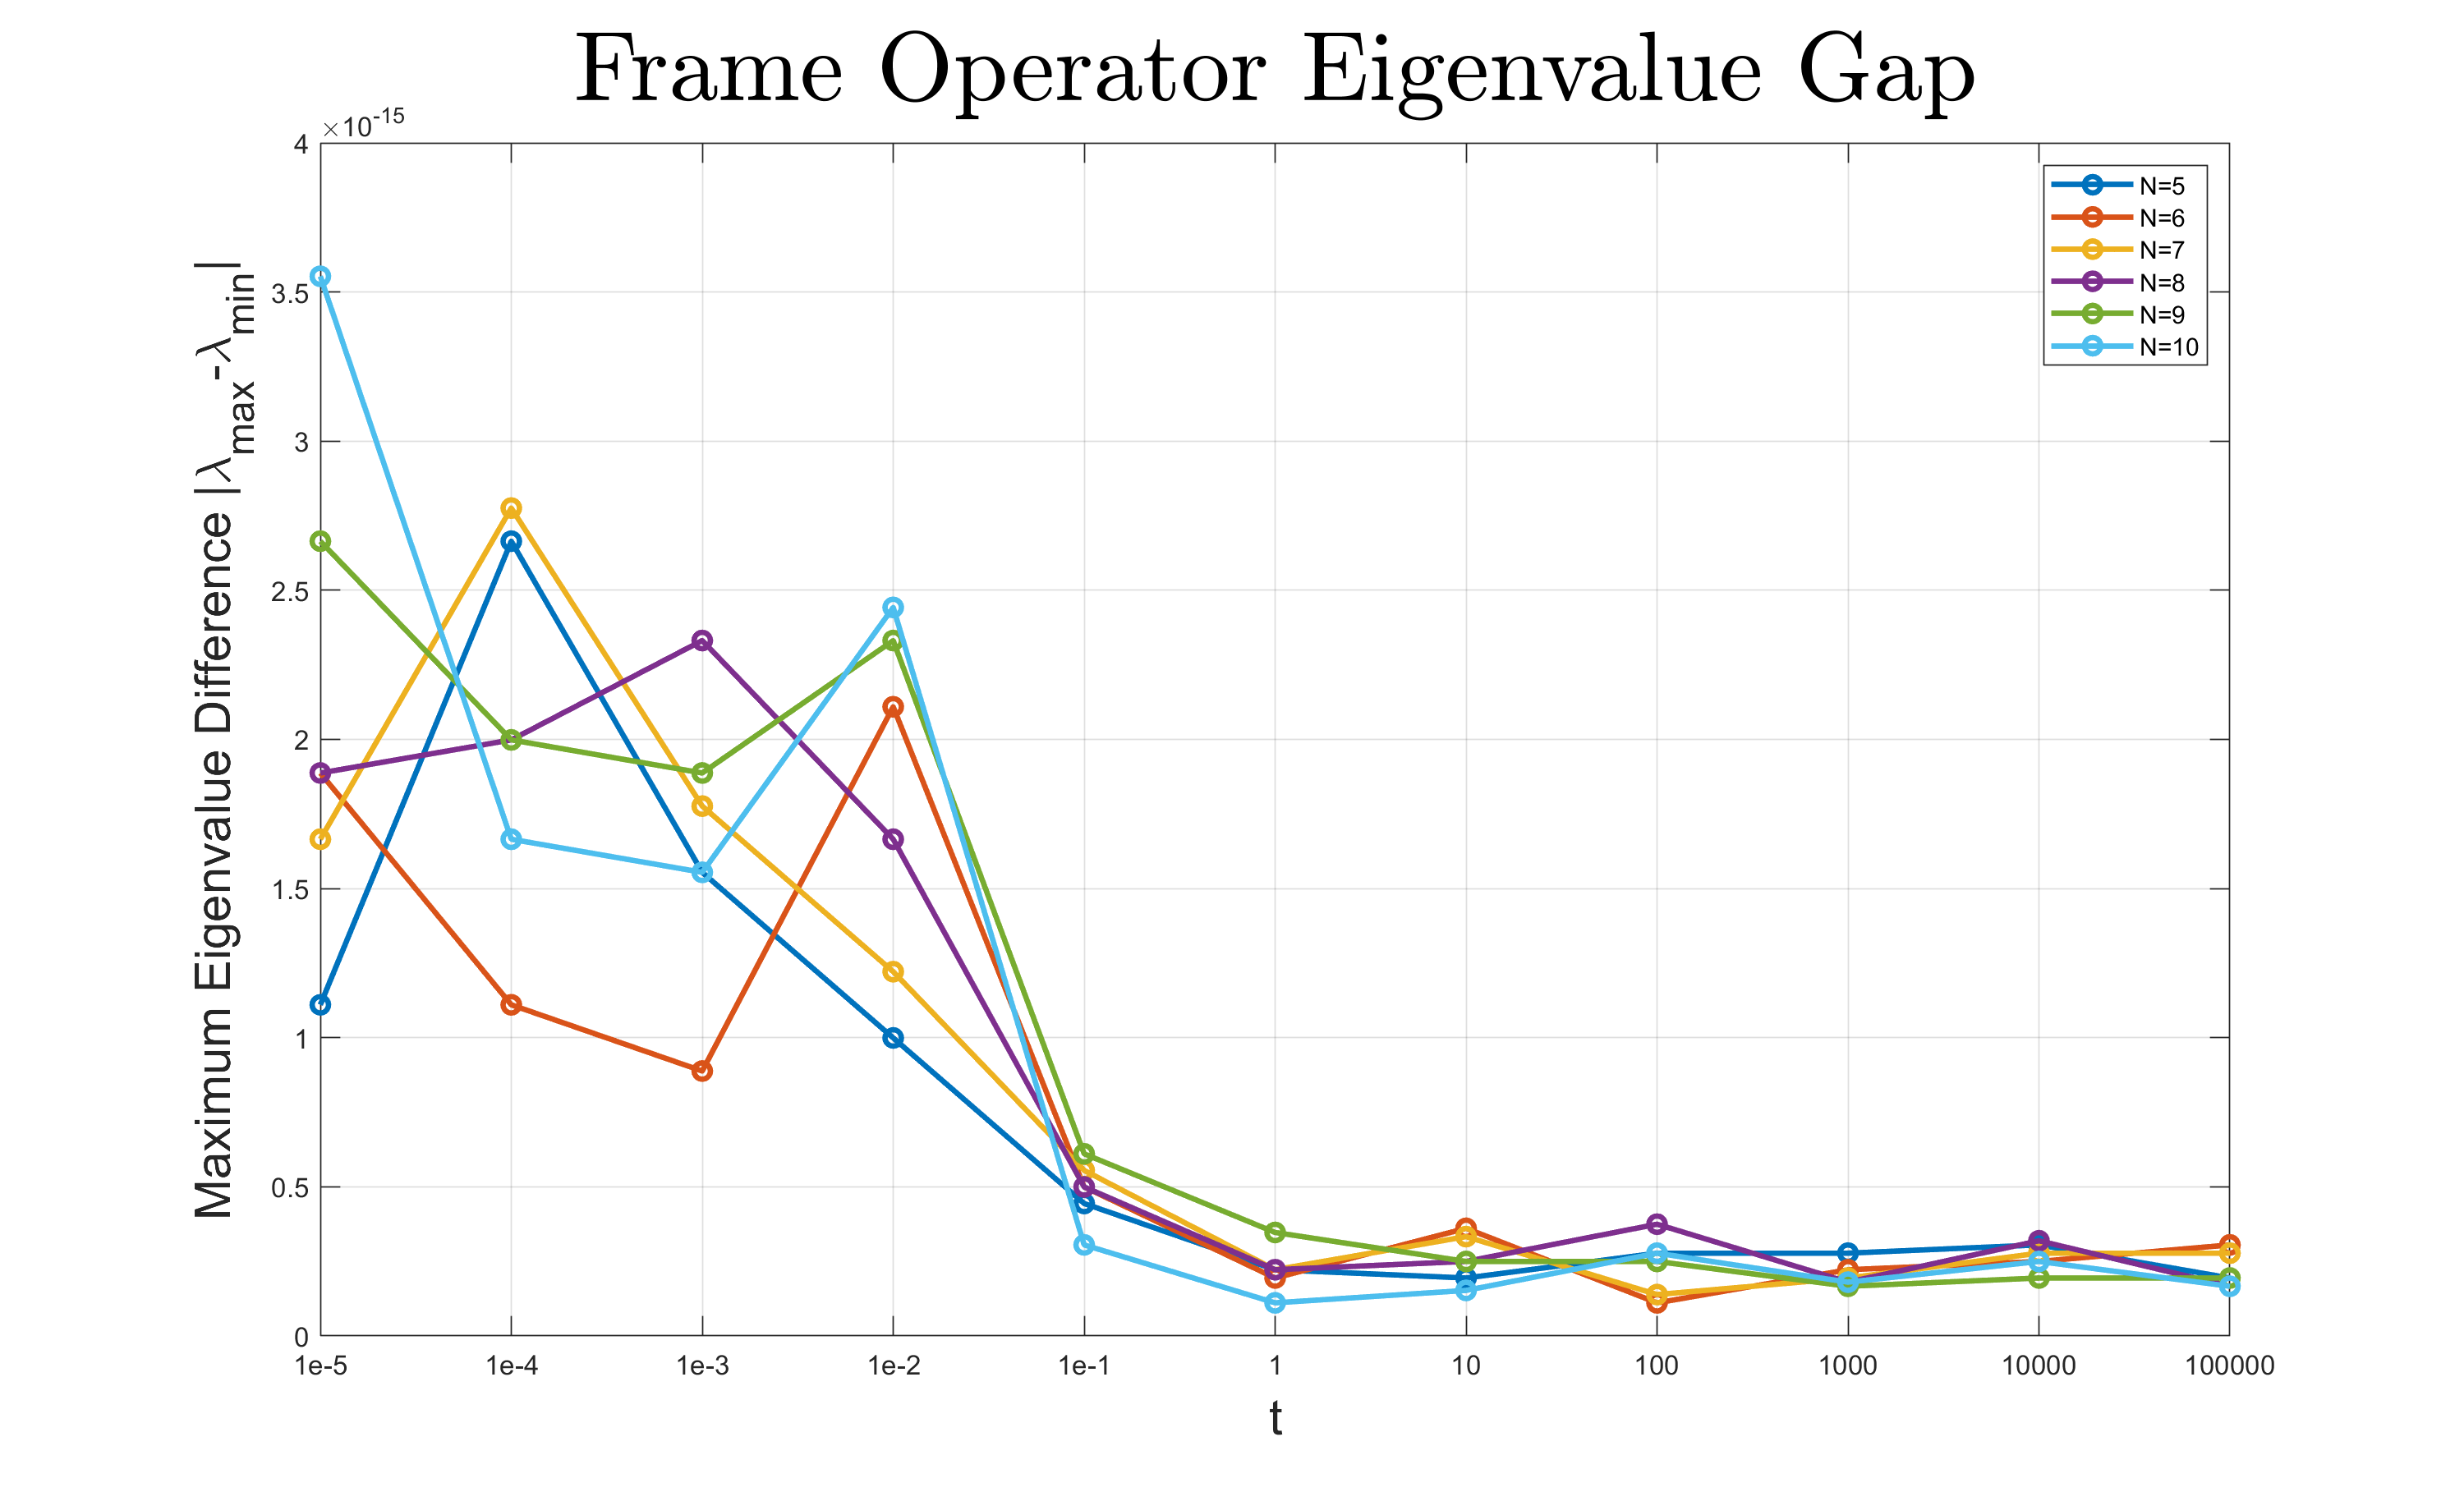 Frame Operator Eigenvalue Gap
×10-15
4
3.5
3
2.5
2
1.5
1
0.5
0
Maximum Eigenvalue Difference |λmax-λmin|
N=5
N=6
N=7
N=8
N=9
N=10
1e-5 1e-4 1e-3 1e-2 1e-1 1 10 100 1000 10000 100000
t